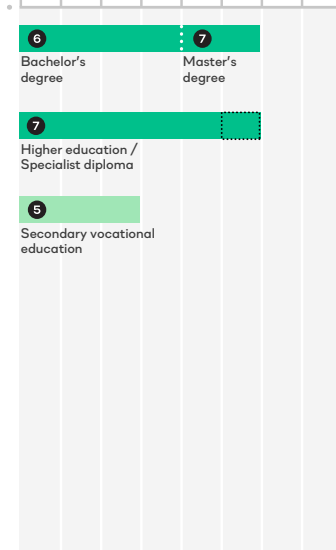 6 7
Bachelor's Master's
degree degree
7
Higher education /
Specialist diploma
5
Secondary vocational
education